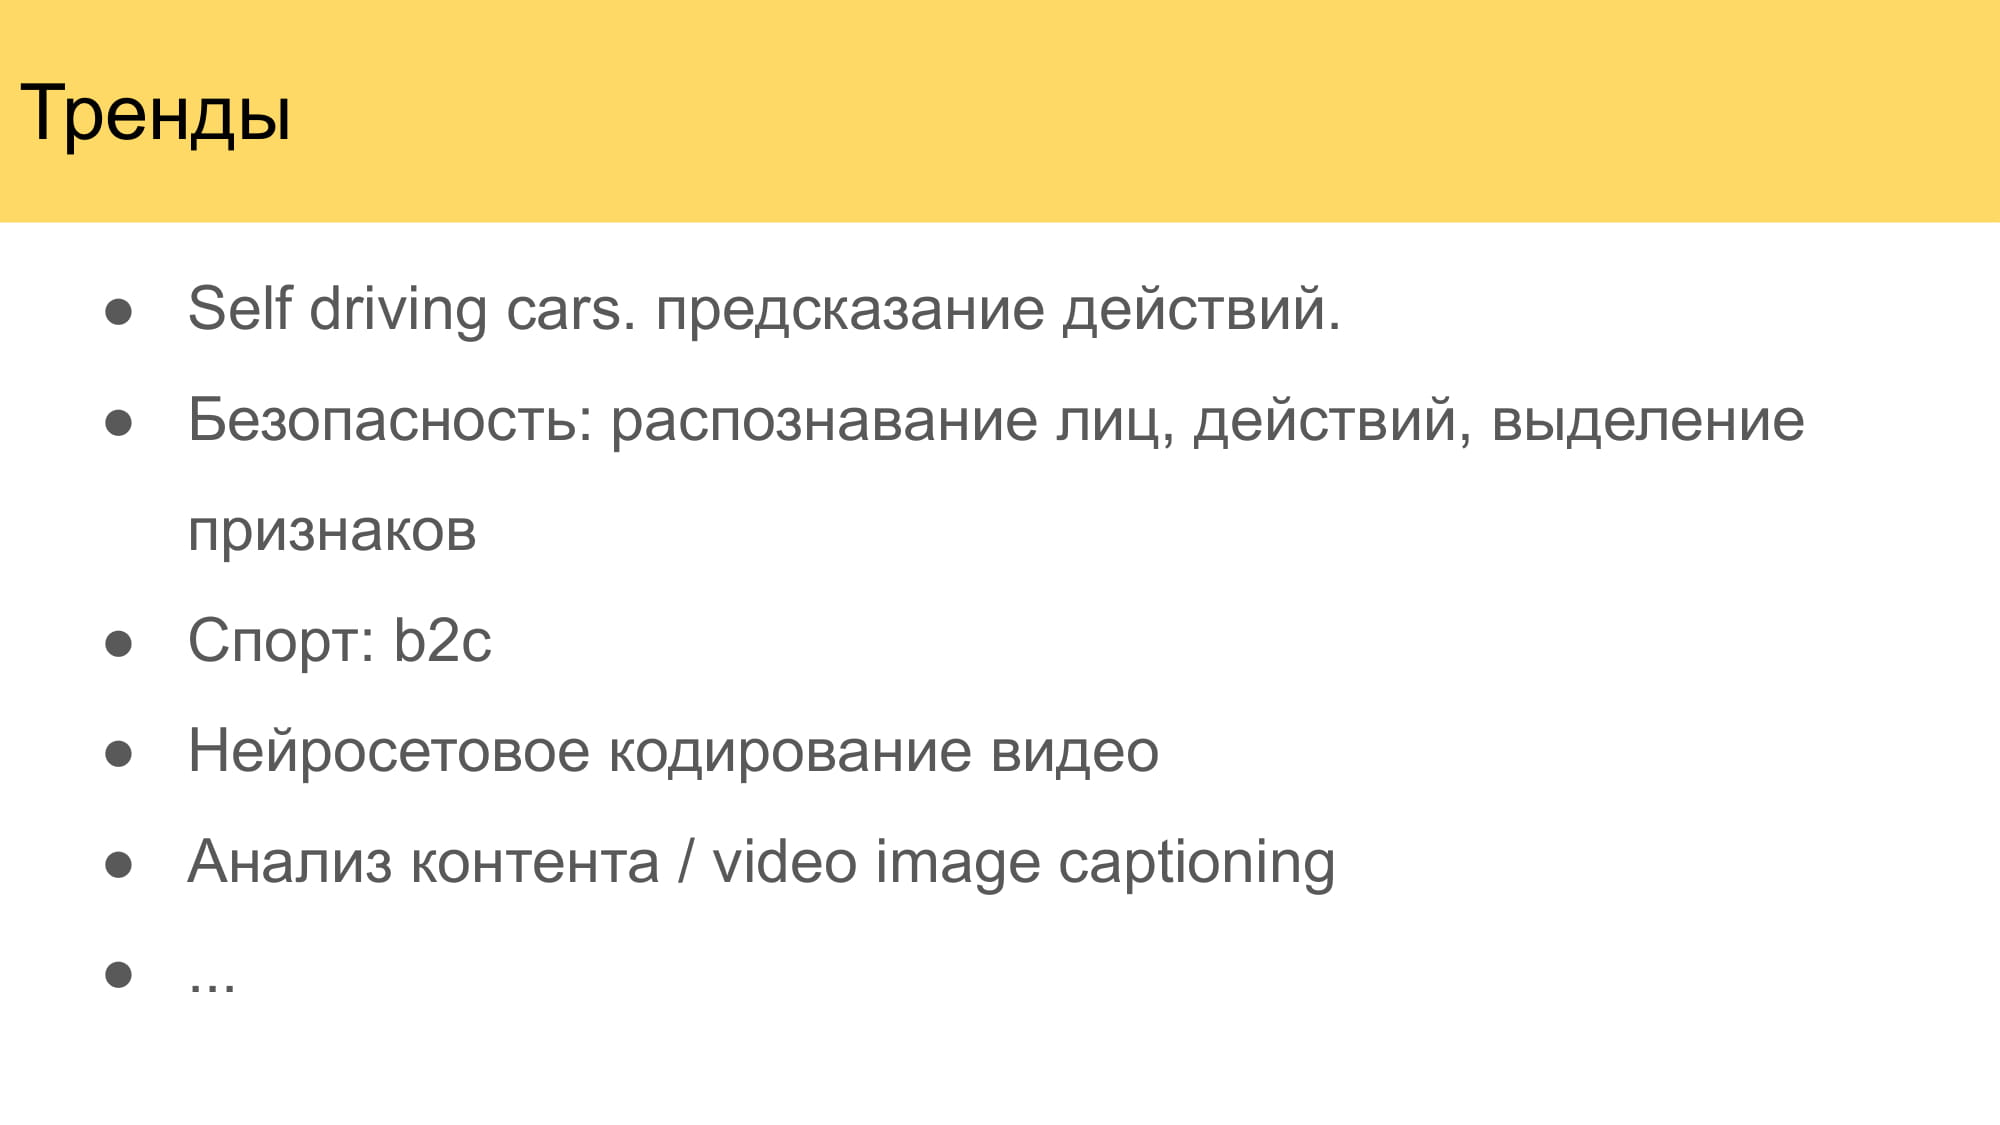 Тренды
● Self driving cars. предсказание действий.
● Безопасность: распознавание лиц, действий, выделение
признаков
● Спорт: b2c
● Нейросетовое кодирование видео
● Анализ контента / video image captioning
● ...